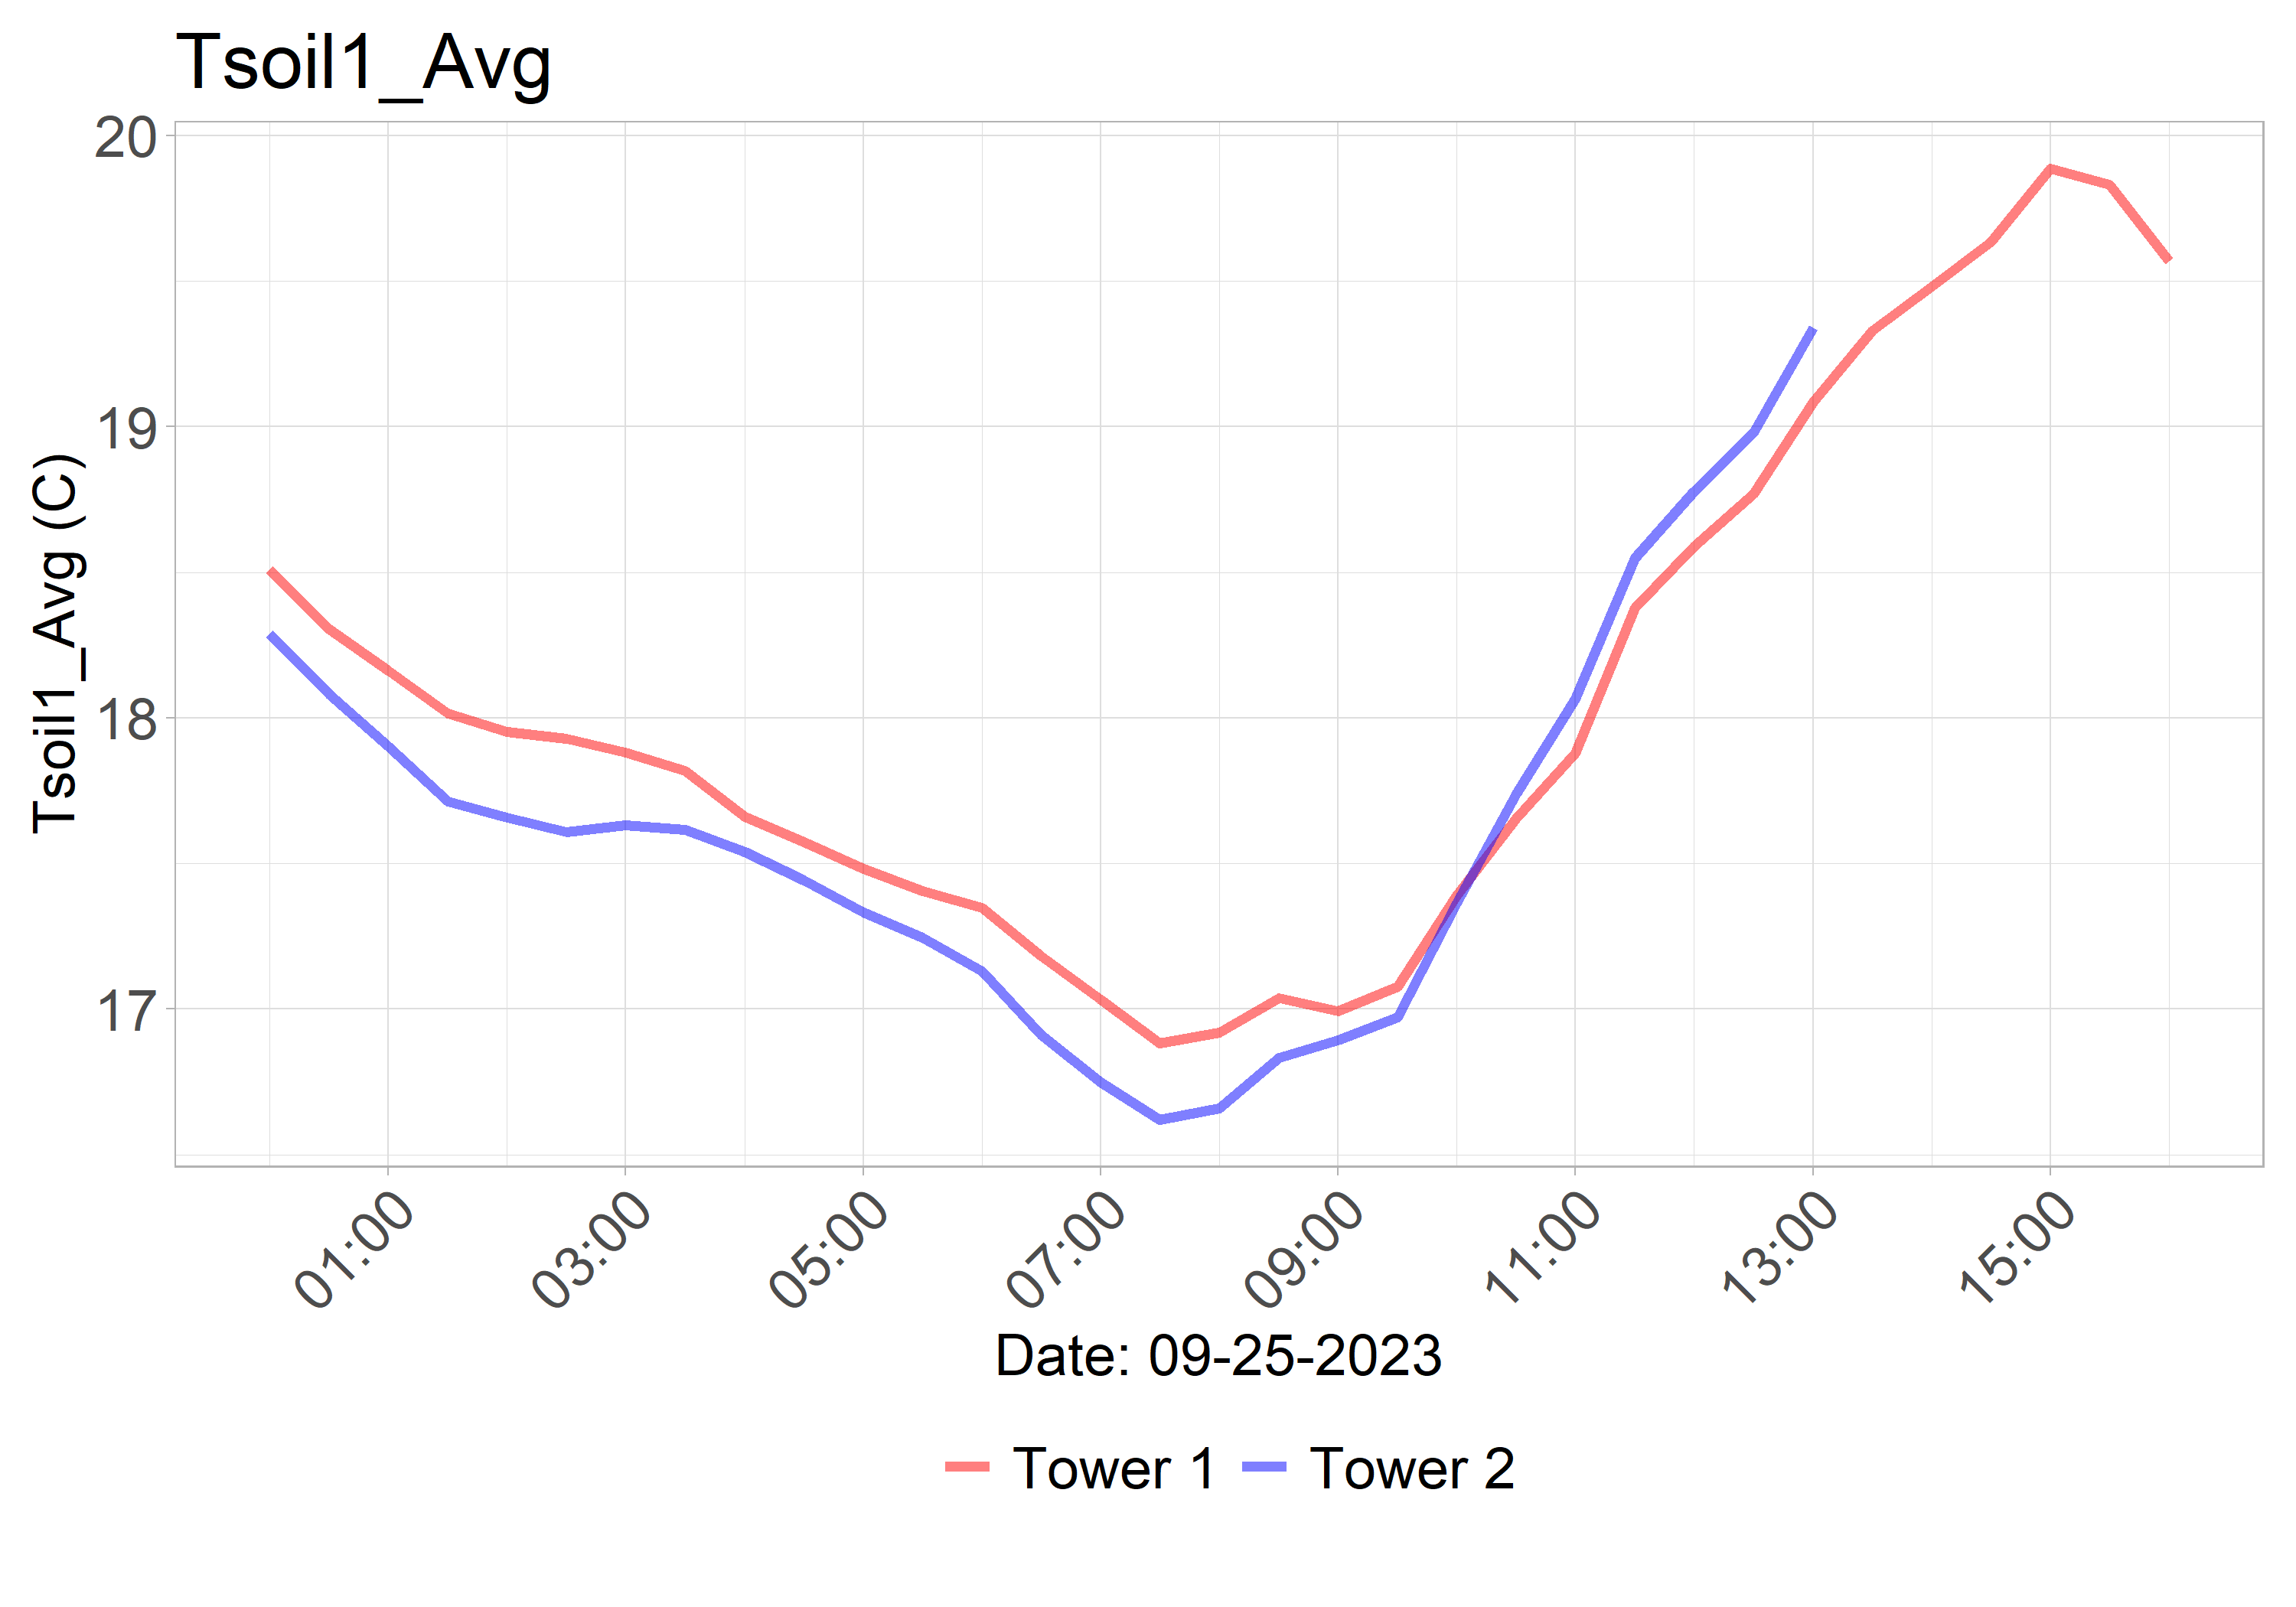 Tsoil1_Avg
20
19
18
17
Tsoil1_Avg (C)
01:00 03:00 05:00 07:00 09:00 11:00 13:00 15:00
Date: 09-25-2023
Tower 1 Tower 2